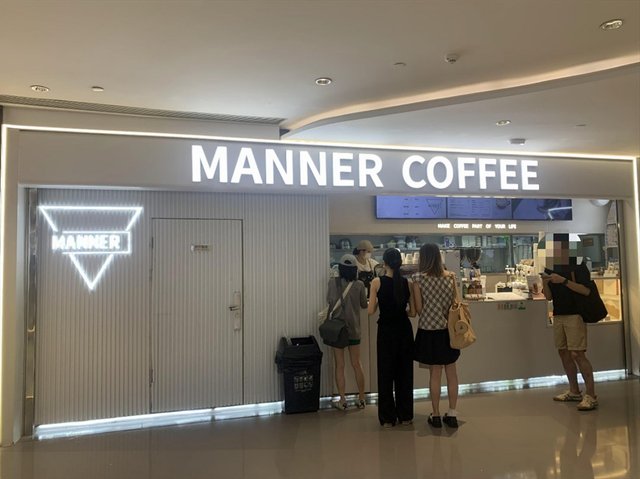 MANNER COFFEE
MANNER
MAKE COFFEE PART OF YOUR LIFE